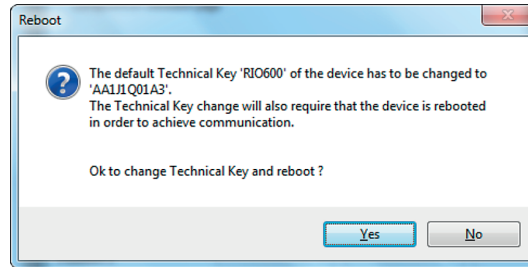 Reboot
The default Technical Key 'RIO600' of the device has to be changed to
'AA1J1Q01A3'.
The Technical Key change will also require that the device is rebooted
in order to achieve communication.
Ok to change Technical Key and reboot ?
Yes
No